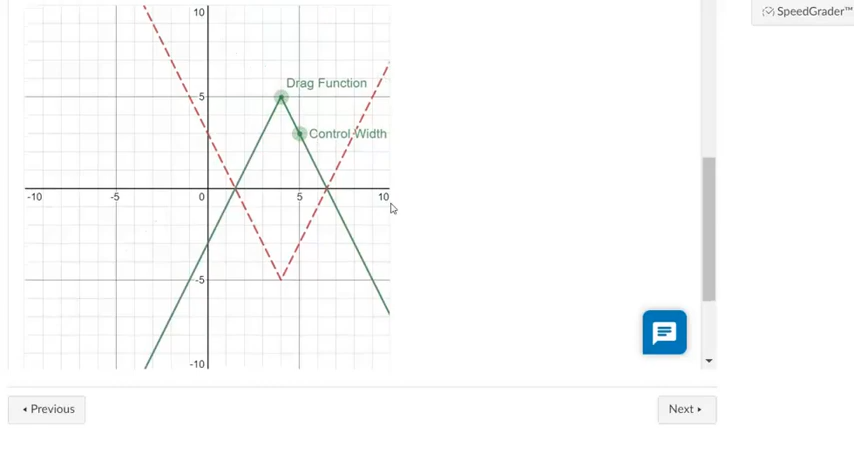 SpeedGrader™
10
Drag Function
5
Control Width
-10 -5 0 5 10
-5
-10
Previous
Next